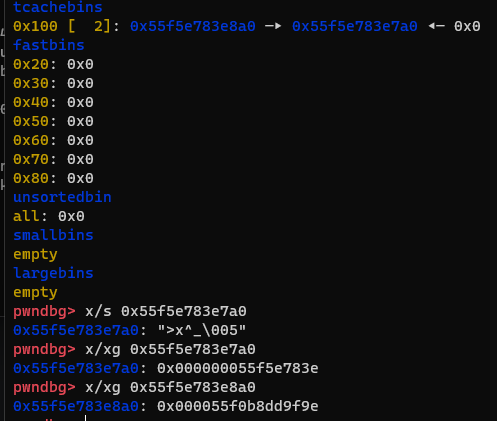 tcachebins
0x100 [  2]: 0x55f5e783e8a0 —▸ 0x55f5e783e7a0 ◂— 0x0
fastbins
0x20: 0x0
0x30: 0x0
0x40: 0x0
0x50: 0x0
0x60: 0x0
0x70: 0x0
0x80: 0x0
unsortedbin
all: 0x0
smallbins
empty
largebins
empty
pwndbg> x/s 0x55f5e783e7a0
0x55f5e783e7a0: ">x^_\005"
pwndbg> x/xg 0x55f5e783e7a0
0x55f5e783e7a0: 0x000000055f5e783e
pwndbg> x/xg 0x55f5e783e8a0
0x55f5e783e8a0: 0x000055f0b8dd9f9e